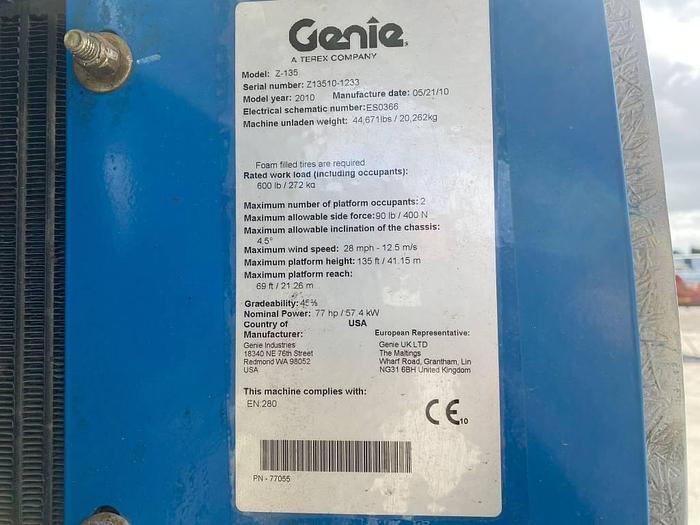 Genie
A TEREX COMPANY
Model: Z-135
Serial number: Z13510-1233
Model year: 2010 Manufacture date: 05/21/10
Electrical schematic number: ES0366
Machine unladen weight: 44,671lbs / 20,262kg
Foam filled tires are required
Rated work load (including occupants):
600 lb / 272 kg
Maximum number of platform occupants: 2
Maximum allowable side force: 90 lb / 400 N
Maximum allowable inclination of the chassis:
4.5°
Maximum wind speed: 28 mph - 12.5 m/s
Maximum platform height: 135 ft / 41.15 m
Maximum platform reach:
69 ft / 21.26 m
Gradeability: 45%
Nominal Power: 77 hp / 57.4 kW
Country of USA
Manufacturer: European Representative:
Genie Industries Genie UK LTD
18340 NE 76th Street The Maltings
Redmond WA 98052 Wharf Road, Grantham, Lin
USA NG31 6BH United Kingdom
This machine complies with:
EN:280
CE 10
PN - 77055